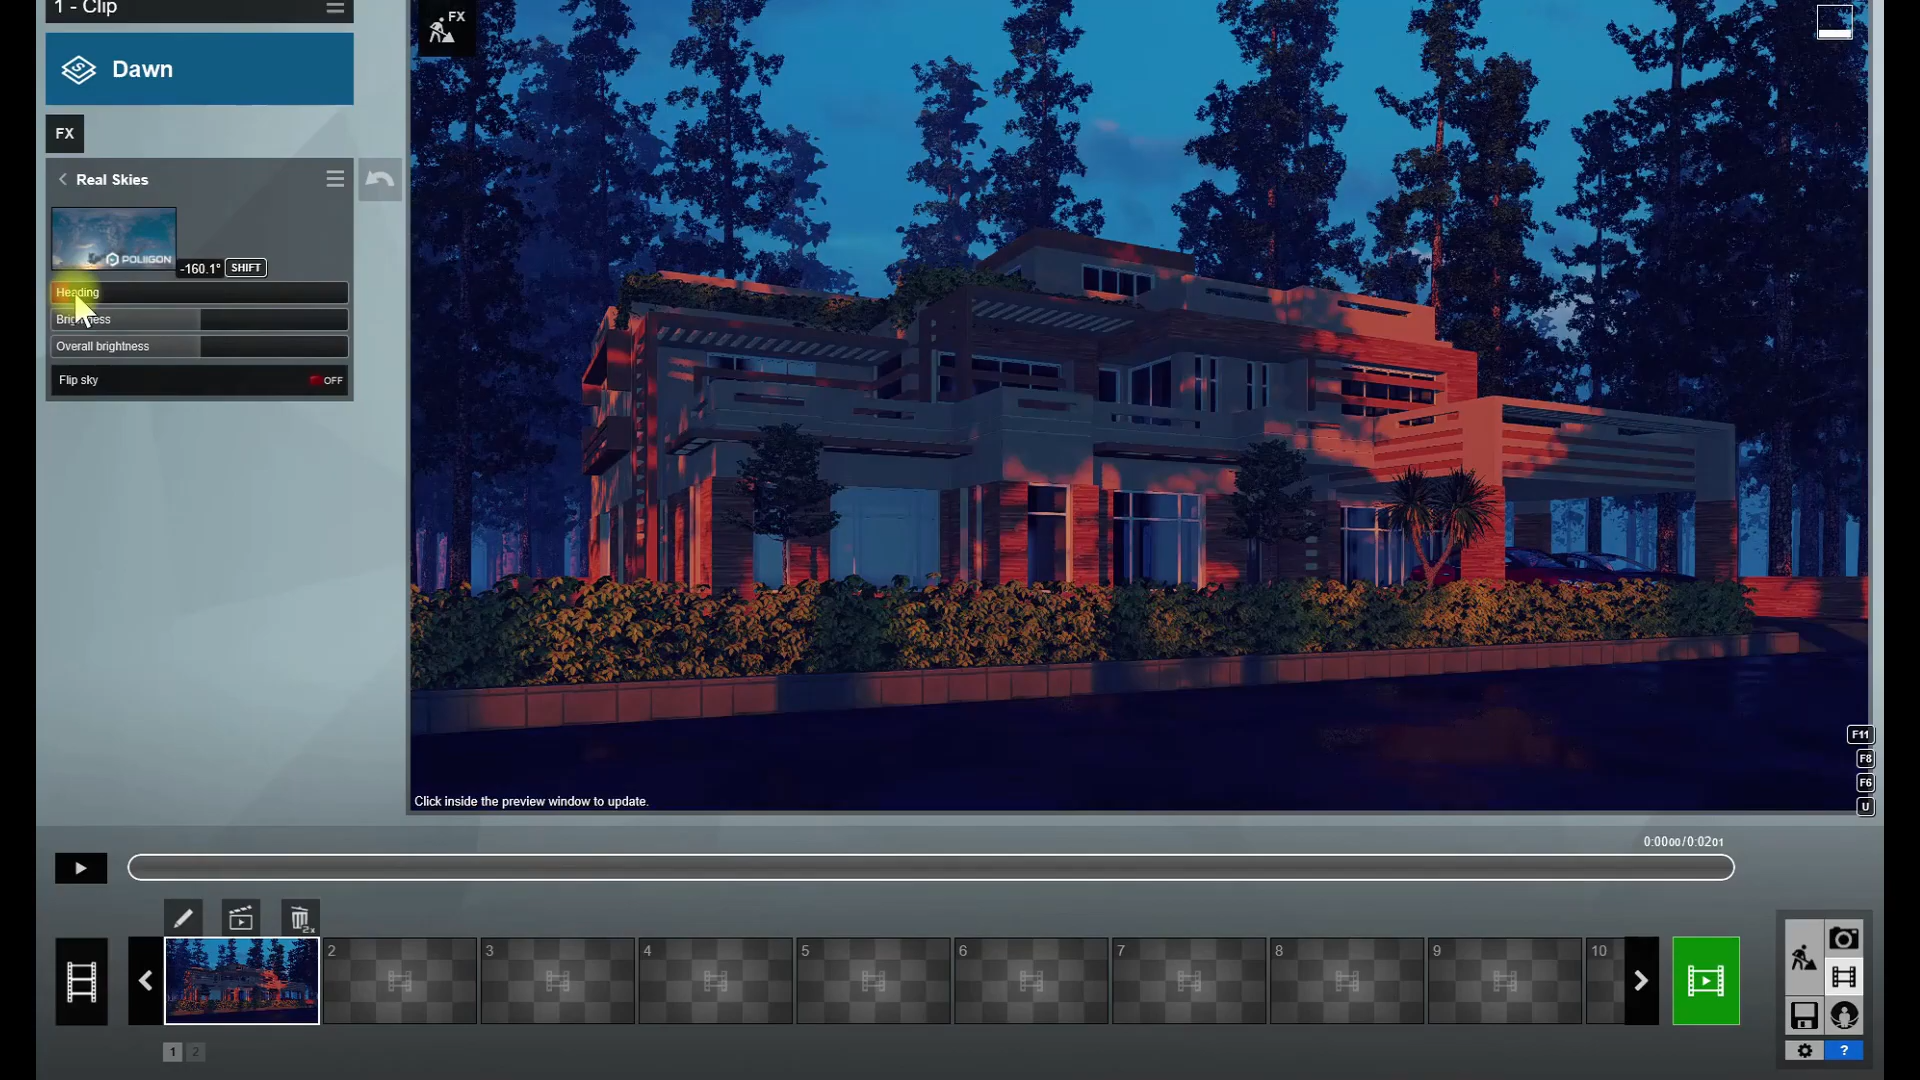 1 - Clip
FX
Dawn
FX
Real Skies
POLIIGON
-160.1° SHIFT
Heading
Brightness
Overall brightness
Flip sky OFF
F11
F8
F6
U
Click inside the preview window to update.
0:0000/0:0201
2x
2 3 4 5 6 7 8 9 10
1 2
?